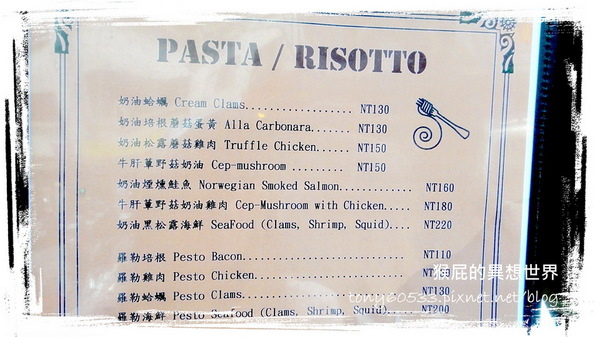 PASTA / RISOTTO
奶油蛤蠣 Cream Clams.................. NT130
奶油培根蘑菇蛋黃 Alla Carbonara....... NT130
奶油松露蘑菇雞肉 Truffle Chicken...... NT150
牛肝蕈野菇奶油 Cep-mushroom ......... NT150
奶油煙燻鮭魚 Norwegian Smoked Salmon.............. NT160
牛肝蕈野菇奶油雞肉 Cep-Mushroom with Chicken..... NT180
奶油黑松露海鮮 SeaFood (Clams, Shrimp, Squid).... NT220
羅勒培根 Pesto Bacon........................... NT110
羅勒雞肉 Pesto Chicken......................... NT
猴屁的異想世界
羅勒蛤蠣 Pesto Clams........................... NT130
tony60533.pixnet.net/blog
羅勒海鮮 Pesto Seafood (Clams, Shrimp, Squid).... NT200